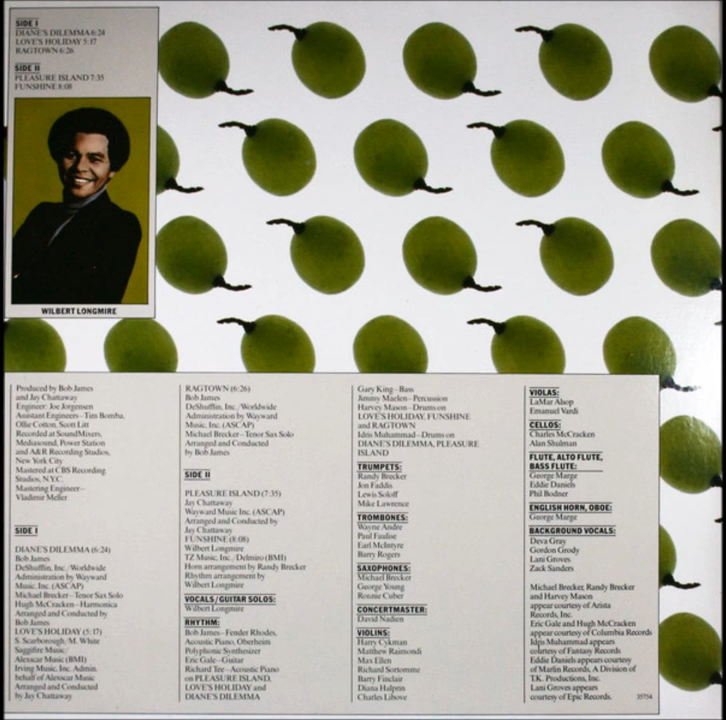 SIDE I
DIANE'S DILEMMA 6:24
LOVE'S HOLIDAY 5:17
RAGTOWN 6:26
SIDE II
PLEASURE ISLAND 7:35
FUNSHINE 8:08
WILBERT LONGMIRE
Produced by Bob James
and Jay Chattaway
Engineer: Joe Jorgensen
Assistant Engineers–Tim Bomba,
Ollie Cotton, Scott Litt
Recorded at SoundMixers,
Mediasound, Power Station
and A&R Recording Studios,
New York City
Mastered at CBS Recording
Studios, N.Y.C.
Mastering Engineer–
Vladimir Meller
SIDE I
DIANE'S DILEMMA (6:24)
Bob James
DeShufflin, Inc./Worldwide
Administration by Wayward
Music, Inc. (ASCAP)
Michael Brecker–Tenor Sax Solo
Hugh McCracken–Harmonica
Arranged and Conducted by
Bob James
LOVE'S HOLIDAY (5:17)
S. Scarborough/M. White
Saggifire Music/
Alexscar Music (BMI)
Irving Music, Inc. Admin.
behalf of Alexscar Music
Arranged and Conducted
by Jay Chattaway
RAGTOWN (6:26)
Bob James
DeShufflin, Inc./Worldwide
Administration by Wayward
Music, Inc. (ASCAP)
Michael Brecker–Tenor Sax Solo
Arranged and Conducted
by Bob James
SIDE II
PLEASURE ISLAND (7:35)
Jay Chattaway
Wayward Music Inc. (ASCAP)
Arranged and Conducted by
Jay Chattaway
FUNSHINE (8:08)
Wilbert Longmire
TZ Music, Inc./Delmiro (BMI)
Horn arrangement by Randy Brecker
Rhythm arrangement by
Wilbert Longmire
VOCALS/GUITAR SOLOS:
Wilbert Longmire
RHYTHM:
Bob James–Fender Rhodes,
Acoustic Piano, Oberheim
Polyphonic Synthesizer
Eric Gale–Guitar
Richard Tee–Acoustic Piano
on PLEASURE ISLAND,
LOVE'S HOLIDAY and
DIANE'S DILEMMA
Gary King–Bass
Jimmy Maelen–Percussion
Harvey Mason–Drums on
LOVE'S HOLIDAY, FUNSHINE
and RAGTOWN
Idris Muhammad–Drums on
DIANE'S DILEMMA, PLEASURE
ISLAND
TRUMPETS:
Randy Brecker
Jon Faddis
Lewis Soloff
Mike Lawrence
TROMBONES:
Wayne Andre
Paul Faulise
Earl McIntyre
Barry Rogers
SAXOPHONES:
Michael Brecker
George Young
Ronnie Cuber
CONCERTMASTER:
David Nadien
VIOLINS:
Harry Cykman
Matthew Raimondi
Max Ellen
Richard Sortomme
Barry Finclair
Diana Halprin
Charles Libove
VIOLAS:
LaMar Alsop
Emanuel Vardi
CELLOS:
Charles McCracken
Alan Shulman
FLUTE, ALTO FLUTE,
BASS FLUTE:
George Marge
Eddie Daniels
Phil Bodner
ENGLISH HORN, OBOE:
George Marge
BACKGROUND VOCALS:
Deva Gray
Gordon Grody
Lani Groves
Zack Sanders
Michael Brecker, Randy Brecker
and Harvey Mason
appear courtesy of Arista
Records, Inc.
Eric Gale and Hugh McCracken
appear courtesy of Columbia Records
Idris Muhammad appears
courtesy of Fantasy Records
Eddie Daniels appears courtesy
of Marlin Records, A Division of
T.K. Productions, Inc.
Lani Groves appears
courtesy of Epic Records.
35754